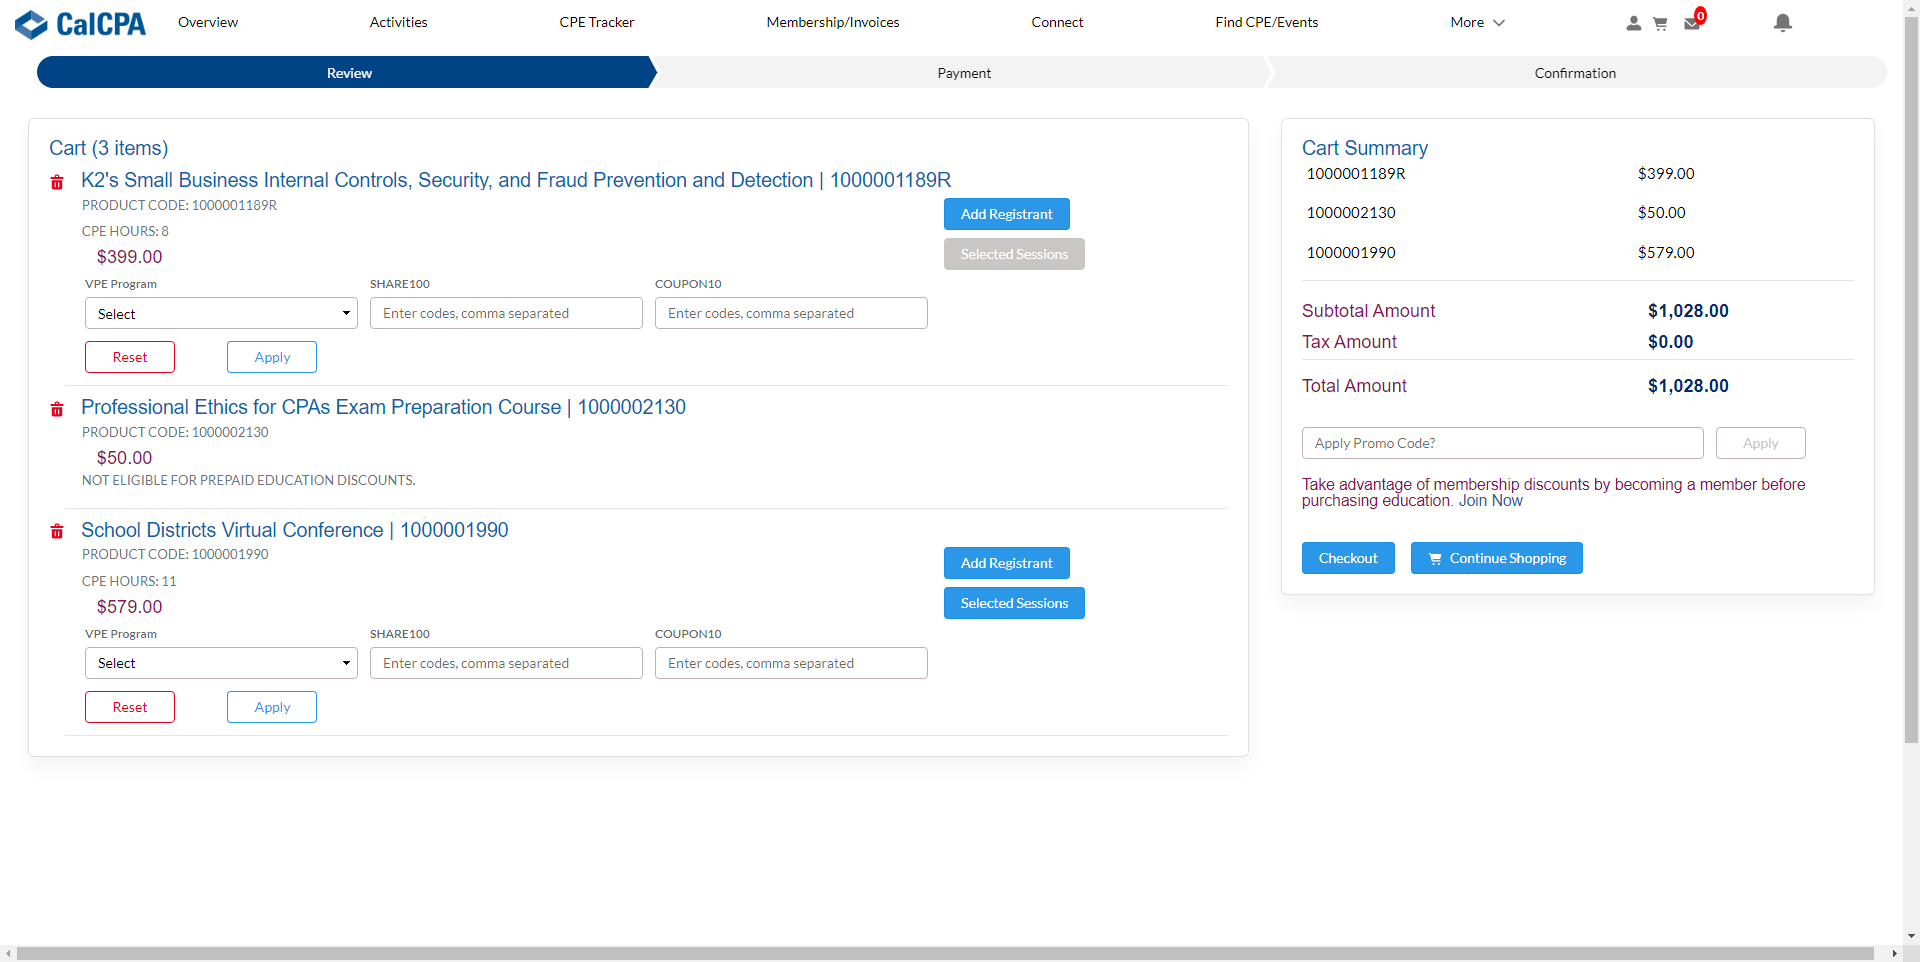 CalCPA
Overview
Activities
CPE Tracker
Membership/Invoices
Connect
Find CPE/Events
More
0
Review
Payment
Confirmation
Cart (3 items)
K2's Small Business Internal Controls, Security, and Fraud Prevention and Detection | 1000001189R
PRODUCT CODE: 1000001189R
Add Registrant
CPE HOURS: 8
Selected Sessions
$399.00
VPE Program
SHARE100
COUPON10
Select
Enter codes, comma separated
Enter codes, comma separated
Reset
Apply
Professional Ethics for CPAs Exam Preparation Course | 1000002130
PRODUCT CODE: 1000002130
$50.00
NOT ELIGIBLE FOR PREPAID EDUCATION DISCOUNTS.
School Districts Virtual Conference | 1000001990
PRODUCT CODE: 1000001990
Add Registrant
CPE HOURS: 11
Selected Sessions
$579.00
VPE Program
SHARE100
COUPON10
Select
Enter codes, comma separated
Enter codes, comma separated
Reset
Apply
Cart Summary
1000001189R $399.00
1000002130 $50.00
1000001990 $579.00
Subtotal Amount $1,028.00
Tax Amount $0.00
Total Amount $1,028.00
Apply Promo Code?
Apply
Take advantage of membership discounts by becoming a member before
purchasing education. Join Now
Checkout
Continue Shopping